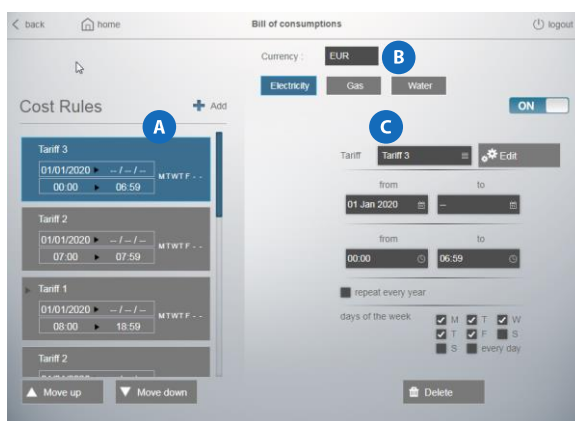 back home Bill of consumptions logout
Currency : EUR B
Electricity Gas Water
Cost Rules Add
ON
A C
Tariff 3
01/01/2020 -- / -- / --
00:00 06:59
M T W T F - -
Tariff 2
01/01/2020 -- / -- / --
07:00 07:59
M T W T F - -
Tariff 1
01/01/2020 -- / -- / --
08:00 18:59
M T W T F - -
Tariff 2
Move up Move down
Tariff Tariff 3 Edit
from to
01 Jan 2020 --
from to
00:00 06:59
repeat every year
days of the week M T W
T F S
S every day
Delete